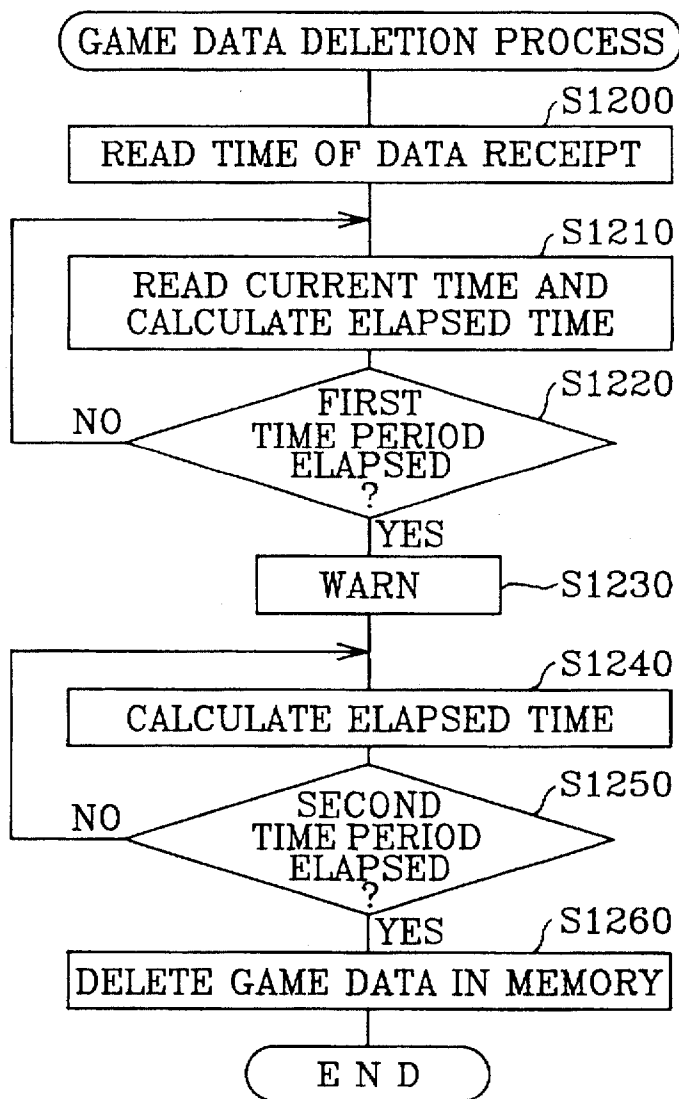 GAME DATA DELETION PROCESS
S1200
READ TIME OF DATA RECEIPT
S1210
READ CURRENT TIME AND
CALCULATE ELAPSED TIME
S1220
FIRST
TIME PERIOD
ELAPSED
?
NO
YES
WARN
S1230
S1240
CALCULATE ELAPSED TIME
S1250
SECOND
TIME PERIOD
ELAPSED
?
NO
YES
S1260
DELETE GAME DATA IN MEMORY
END